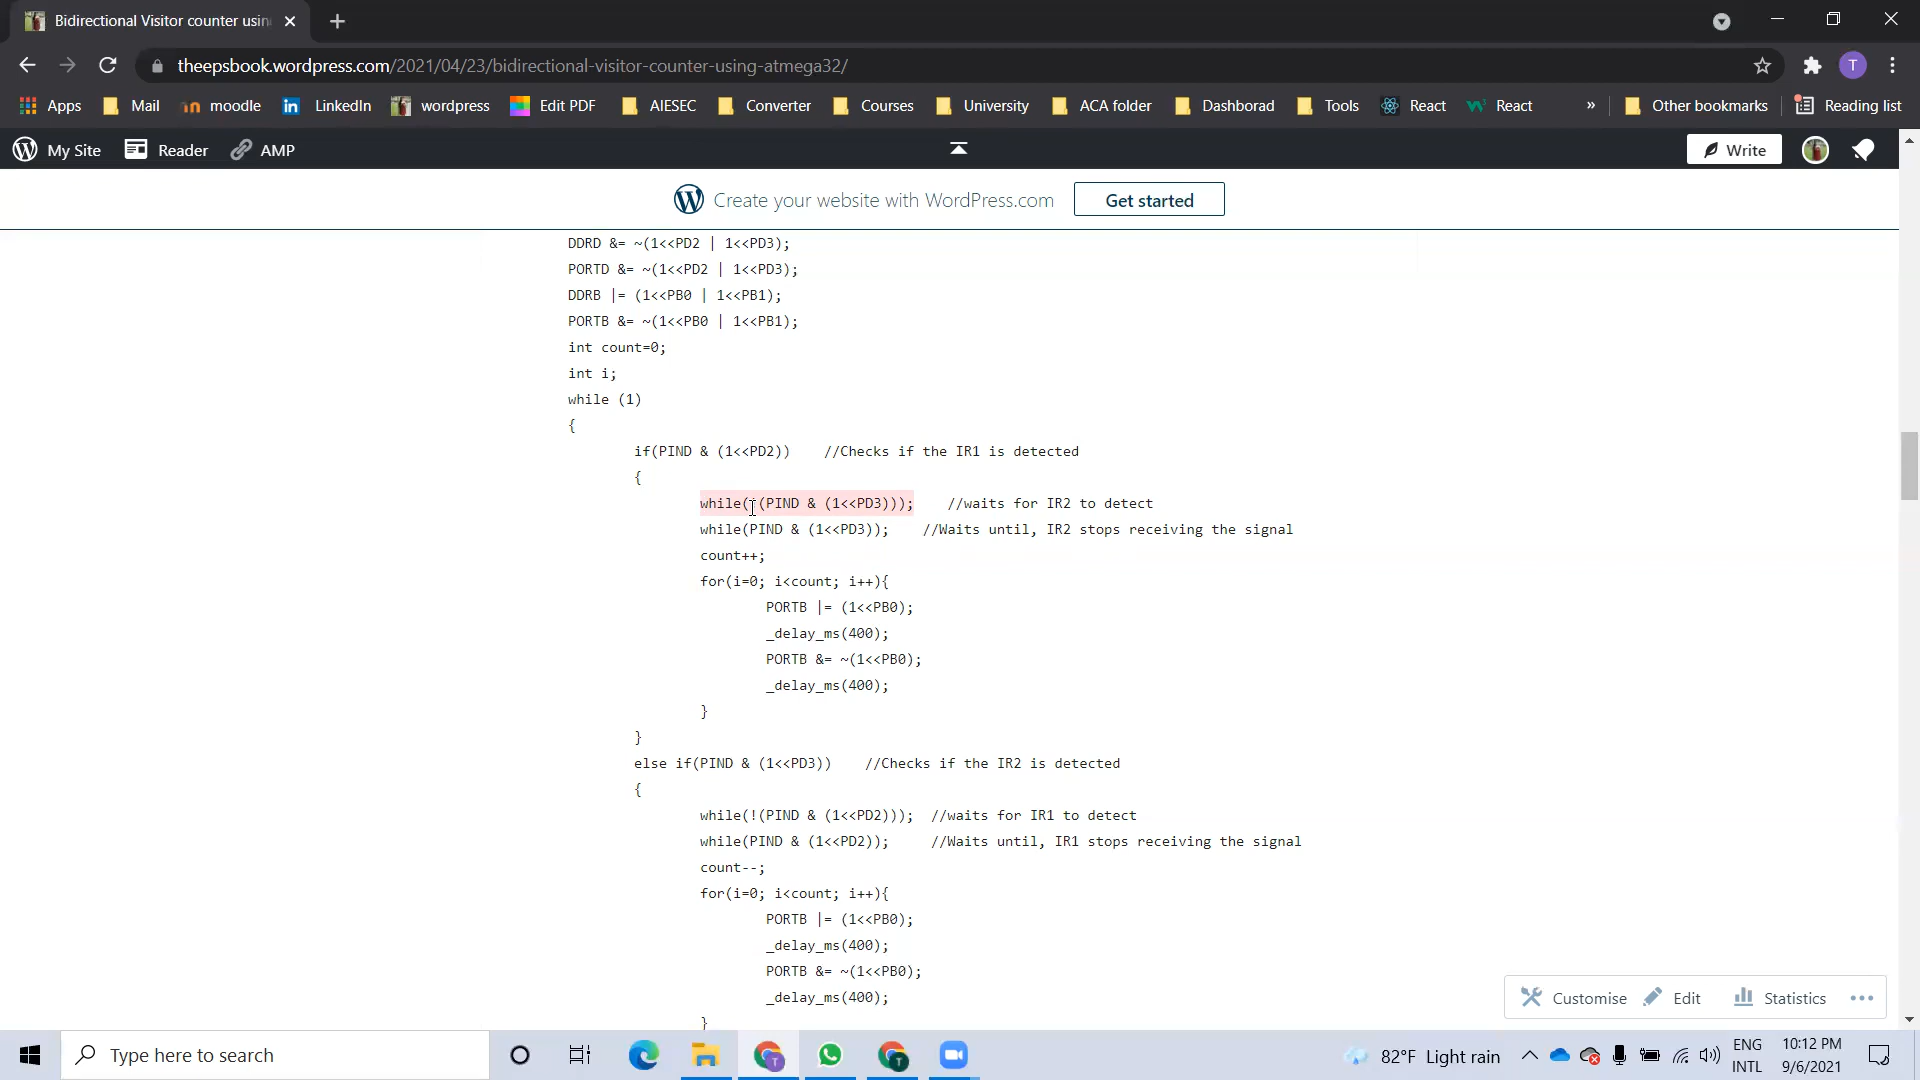 Bidirectional Visitor counter usin
theepsbook.wordpress.com/2021/04/23/bidirectional-visitor-counter-using-atmega32/
T
Apps Mail moodle LinkedIn wordpress Edit PDF AIESEC Converter Courses University ACA folder Dashborad Tools React React » Other bookmarks Reading list
My Site Reader AMP Write
Create your website with WordPress.com Get started
DDRD &= ~(1<<PD2 | 1<<PD3);
PORTD &= ~(1<<PD2 | 1<<PD3);
DDRB |= (1<<PB0 | 1<<PB1);
PORTB &= ~(1<<PB0 | 1<<PB1);
int count=0;
int i;
while (1)
{
if(PIND & (1<<PD2)) //Checks if the IR1 is detected
{
while(!(PIND & (1<<PD3))); //waits for IR2 to detect
while(PIND & (1<<PD3)); //Waits until, IR2 stops receiving the signal
count++;
for(i=0; i<count; i++){
PORTB |= (1<<PB0);
_delay_ms(400);
PORTB &= ~(1<<PB0);
_delay_ms(400);
}
}
else if(PIND & (1<<PD3)) //Checks if the IR2 is detected
{
while(!(PIND & (1<<PD2))); //waits for IR1 to detect
while(PIND & (1<<PD2)); //Waits until, IR1 stops receiving the signal
count--;
for(i=0; i<count; i++){
PORTB |= (1<<PB0);
_delay_ms(400);
PORTB &= ~(1<<PB0);
_delay_ms(400);
}
Customise Edit Statistics
Type here to search
82°F Light rain
ENG
INTL
10:12 PM
9/6/2021